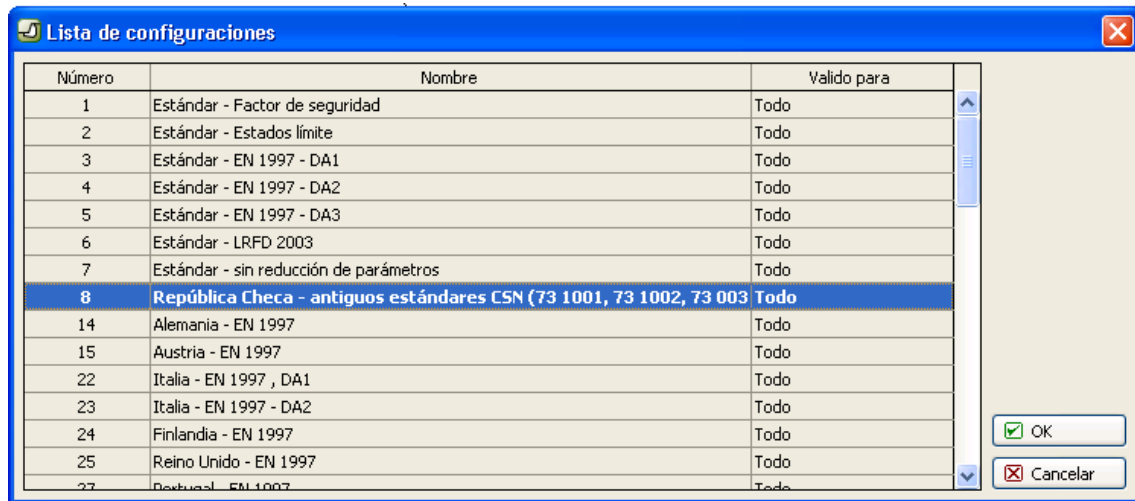 Lista de configuraciones
Número Nombre Valido para
1 Estándar - Factor de seguridad Todo
2 Estándar - Estados límite Todo
3 Estándar - EN 1997 - DA1 Todo
4 Estándar - EN 1997 - DA2 Todo
5 Estándar - EN 1997 - DA3 Todo
6 Estándar - LRFD 2003 Todo
7 Estándar - sin reducción de parámetros Todo
8 República Checa - antiguos estándares CSN (73 1001, 73 1002, 73 003 Todo
14 Alemania - EN 1997 Todo
15 Austria - EN 1997 Todo
22 Italia - EN 1997 , DA1 Todo
23 Italia - EN 1997 - DA2 Todo
24 Finlandia - EN 1997 Todo
25 Reino Unido - EN 1997 Todo
27 Portugal - EN 1997 Todo
OK
Cancelar